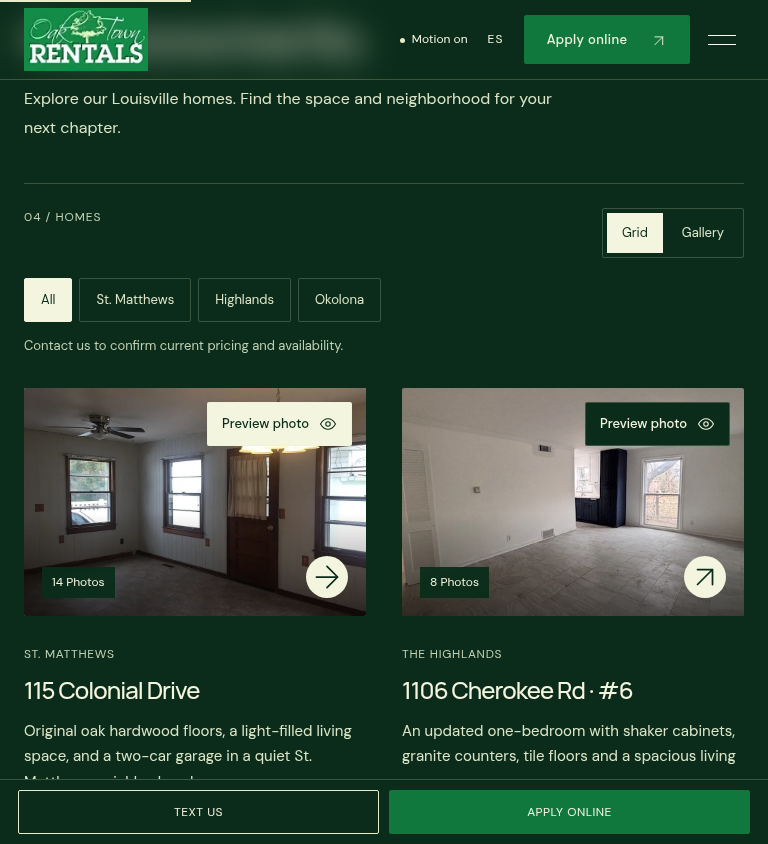 Oak Town
RENTALS
Motion on
ES
Apply online
Explore our Louisville homes. Find the space and neighborhood for your
next chapter.
04 / HOMES
Grid
Gallery
All
St. Matthews
Highlands
Okolona
Contact us to confirm current pricing and availability.
Preview photo
Preview photo
14 Photos
8 Photos
ST. MATTHEWS
115 Colonial Drive
Original oak hardwood floors, a light-filled living
space, and a two-car garage in a quiet St.
THE HIGHLANDS
1106 Cherokee Rd · #6
An updated one-bedroom with shaker cabinets,
granite counters, tile floors and a spacious living
TEXT US
APPLY ONLINE